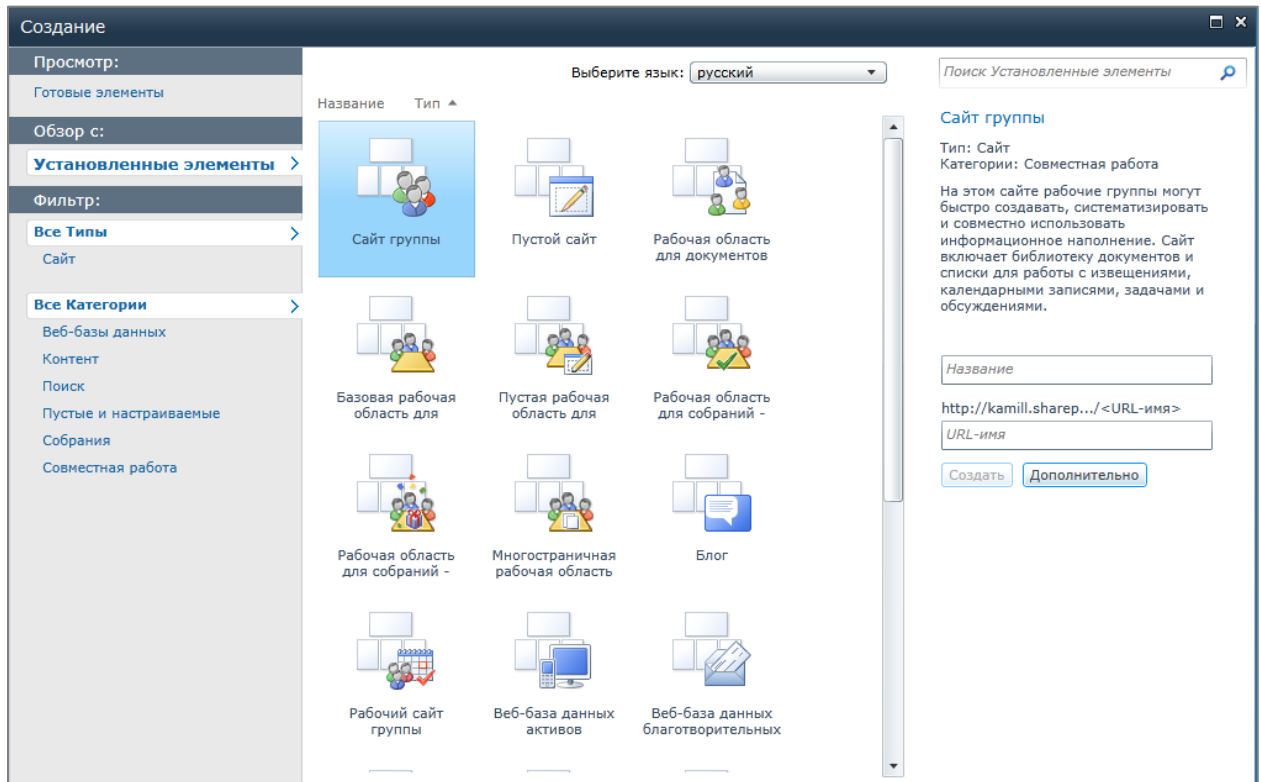 Создание
Просмотр:
Готовые элементы
Обзор с:
Установленные элементы
Фильтр:
Все Типы
Сайт
Все Категории
Веб-базы данных
Контент
Поиск
Пустые и настраиваемые
Собрания
Совместная работа
Выберите язык: русский
Название Тип
Сайт группы
Пустой сайт
Рабочая область
для документов
Базовая рабочая
область для
Пустая рабочая
область для
Рабочая область
для собраний -
Рабочая область
для собраний -
Многостраничная
рабочая область
Блог
Рабочий сайт
группы
Веб-база данных
активов
Веб-база данных
благотворительных
Поиск Установленные элементы
Сайт группы
Тип: Сайт
Категории: Совместная работа
На этом сайте рабочие группы могут
быстро создавать, систематизировать
и совместно использовать
информационное наполнение. Сайт
включает библиотеку документов и
списки для работы с извещениями,
календарными записями, задачами и
обсуждениями.
Название
http://kamill.sharep.../<URL-имя>
URL-имя
Создать Дополнительно